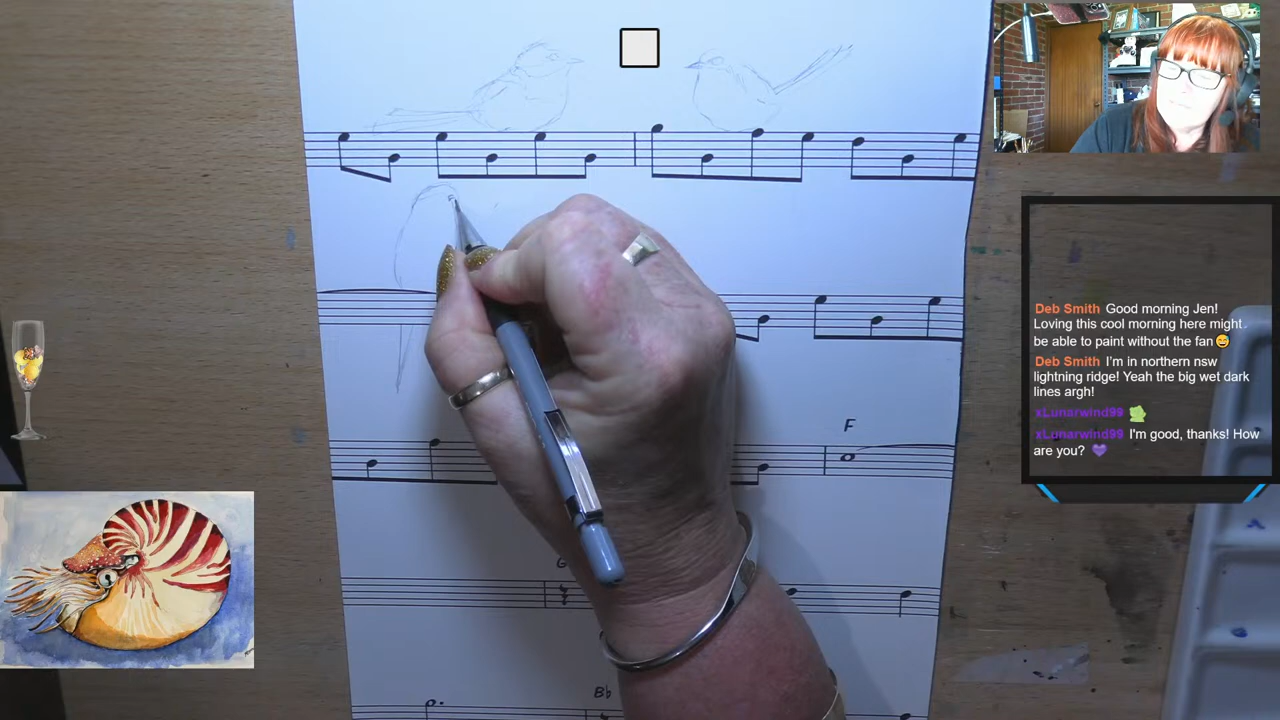 Deb Smith Good morning Jen!
Loving this cool morning here might
be able to paint without the fan😅
Deb Smith I'm in northern nsw
lightning ridge! Yeah the big wet dark
lines argh!
xLunarwind99
xLunarwind99 I'm good, thanks! How
are you? 💜
F
Bb